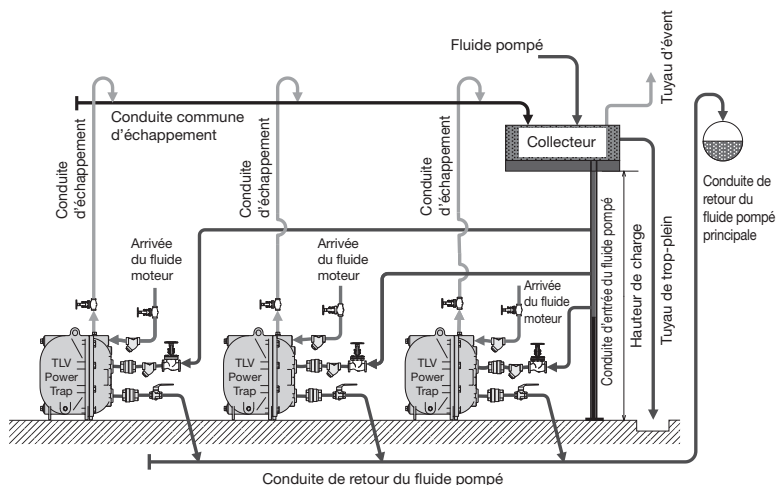 Fluide pompé
Tuyau d'évent
Conduite commune
d'échappement
Conduite
d'échappement
Conduite
d'échappement
Conduite
d'échappement
Collecteur
Conduite de
retour du
fluide pompé
principale
Arrivée
du fluide
moteur
Arrivée
du fluide
moteur
Arrivée
du fluide
moteur
Conduite d'entrée du fluide pompé
Hauteur de charge
Tuyau de trop-plein
TLV
Power
Trap
TLV
Power
Trap
TLV
Power
Trap
Conduite de retour du fluide pompé